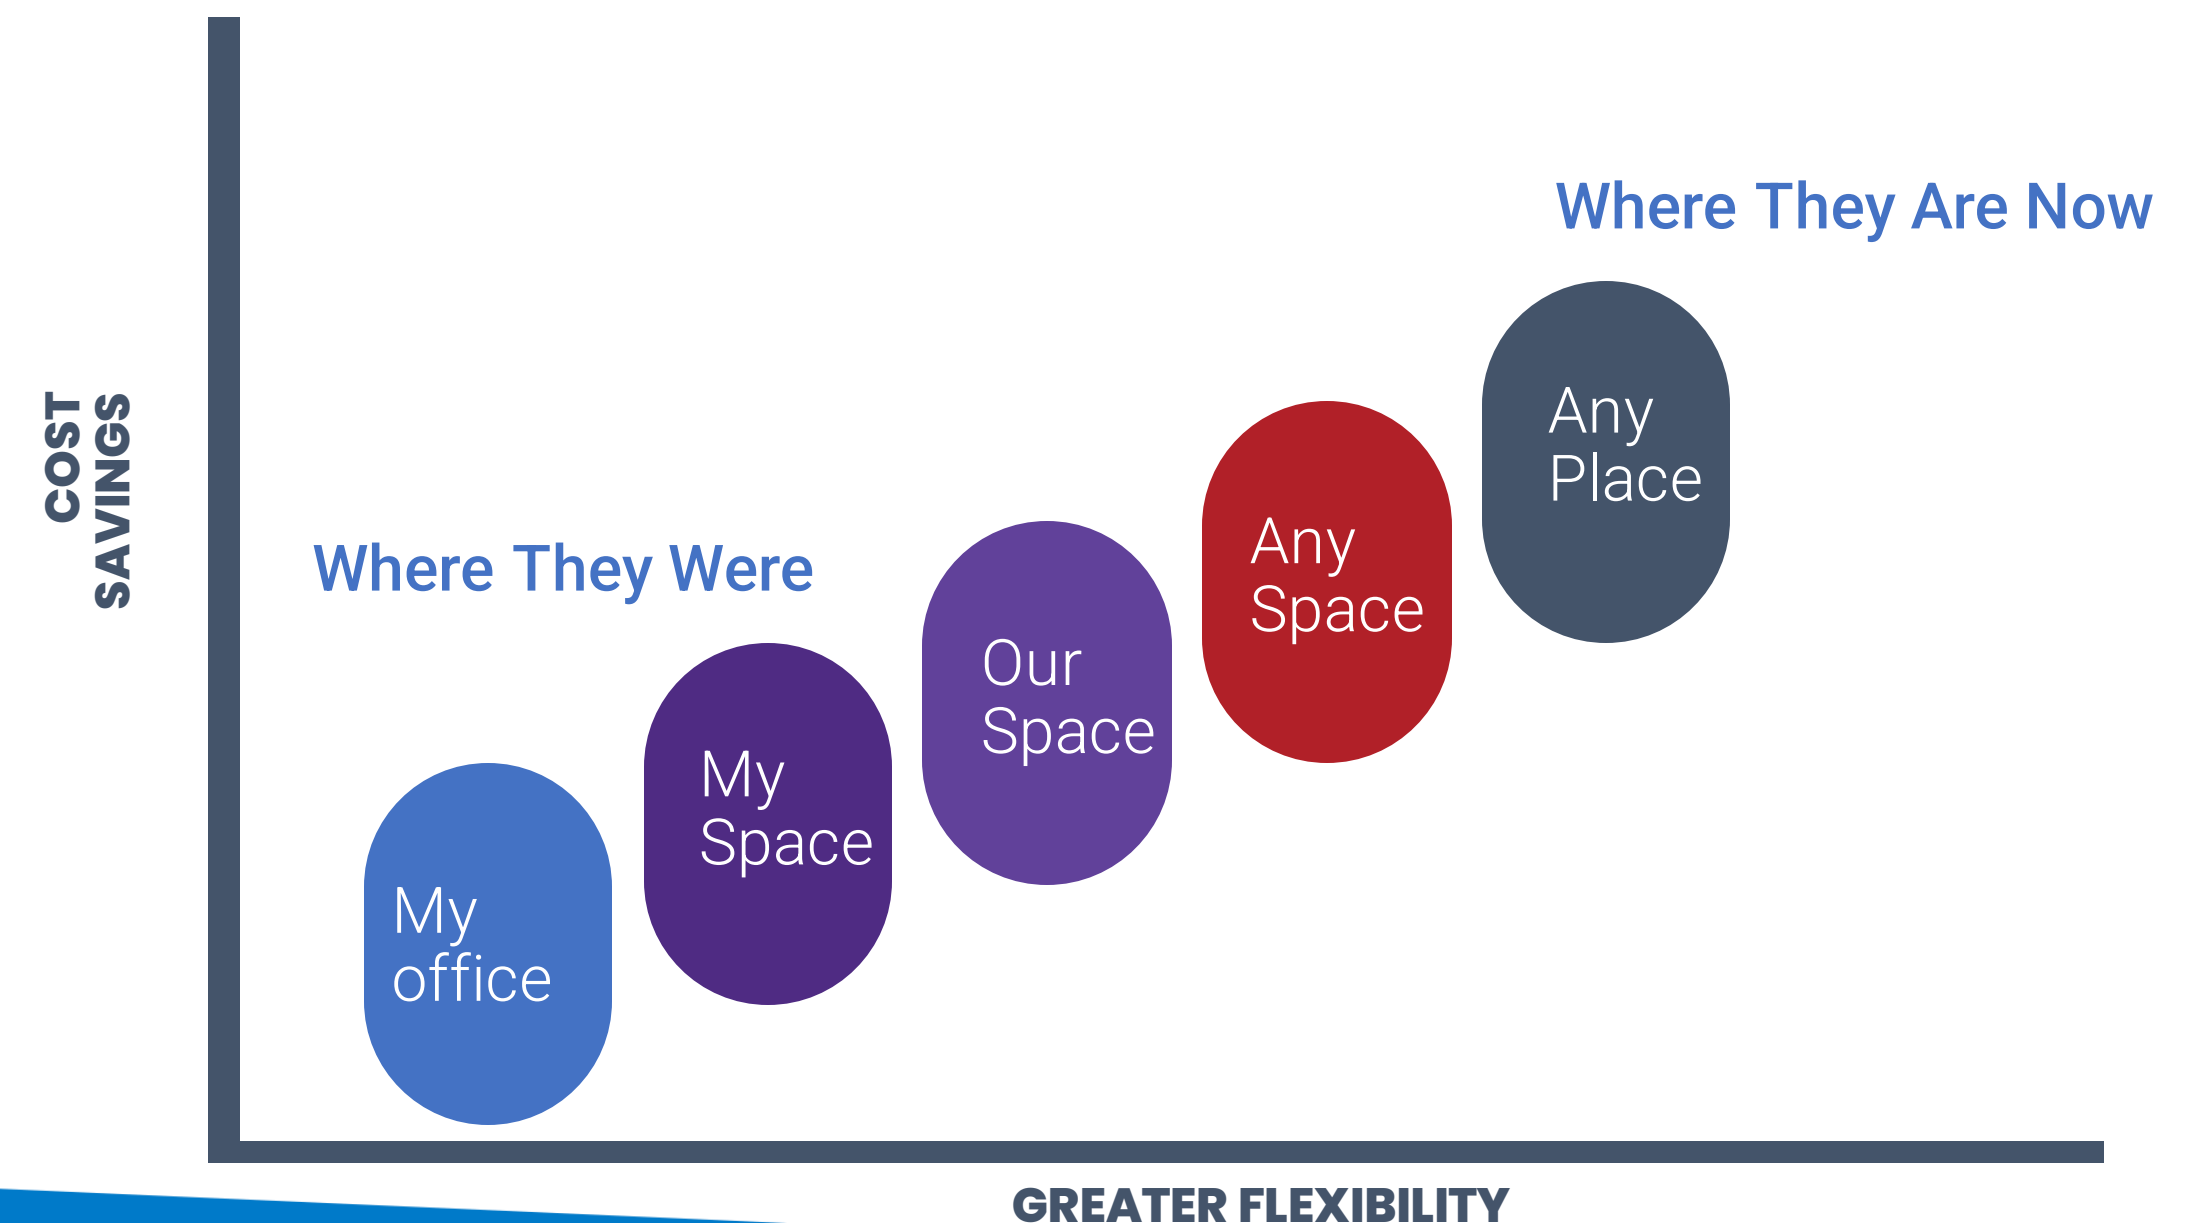 Where They Are Now
Any
Place
COST
SAVINGS
Any
Space
Where They Were
Our
Space
My
Space
My
office
GREATER FLEXIBILITY